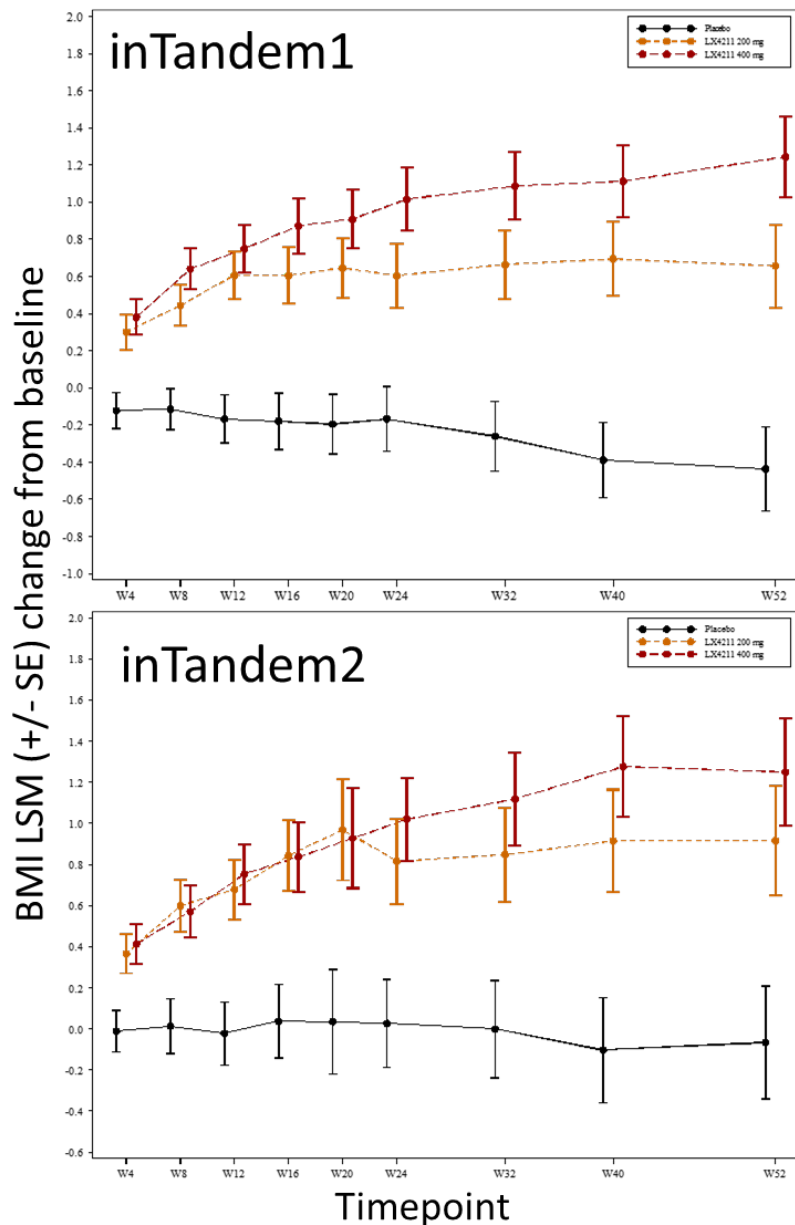 BMI LSM (+/- SE) change from baseline
inTandem1
Placebo
LX4211 200 mg
LX4211 400 mg
2.0
1.8
1.6
1.4
1.2
1.0
0.8
0.6
0.4
0.2
0.0
-0.2
-0.4
-0.6
-0.8
-1.0
W4 W8 W12 W16 W20 W24 W32 W40 W52
inTandem2
Placebo
LX4211 200 mg
LX4211 400 mg
2.0
1.8
1.6
1.4
1.2
1.0
0.8
0.6
0.4
0.2
0.0
-0.2
-0.4
-0.6
W4 W8 W12 W16 W20 W24 W32 W40 W52
Timepoint